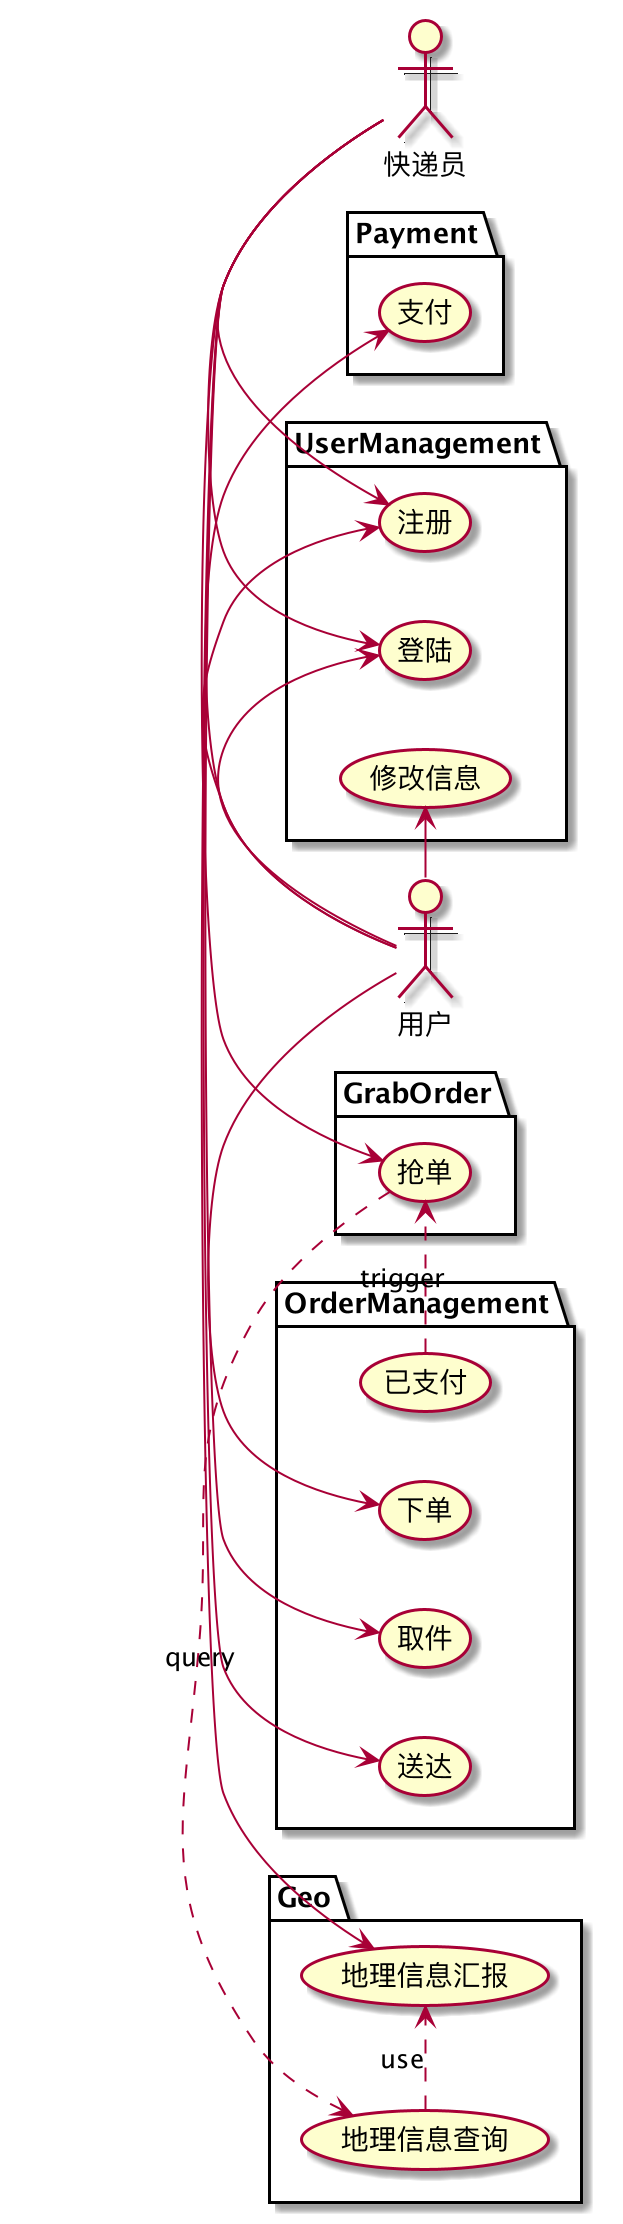 快递员
Payment
支付
UserManagement
注册
登陆
修改信息
用户
GrabOrder
抢单
trigger
OrderManagement
已支付
下单
取件
query
送达
Geo
地理信息汇报
use
地理信息查询